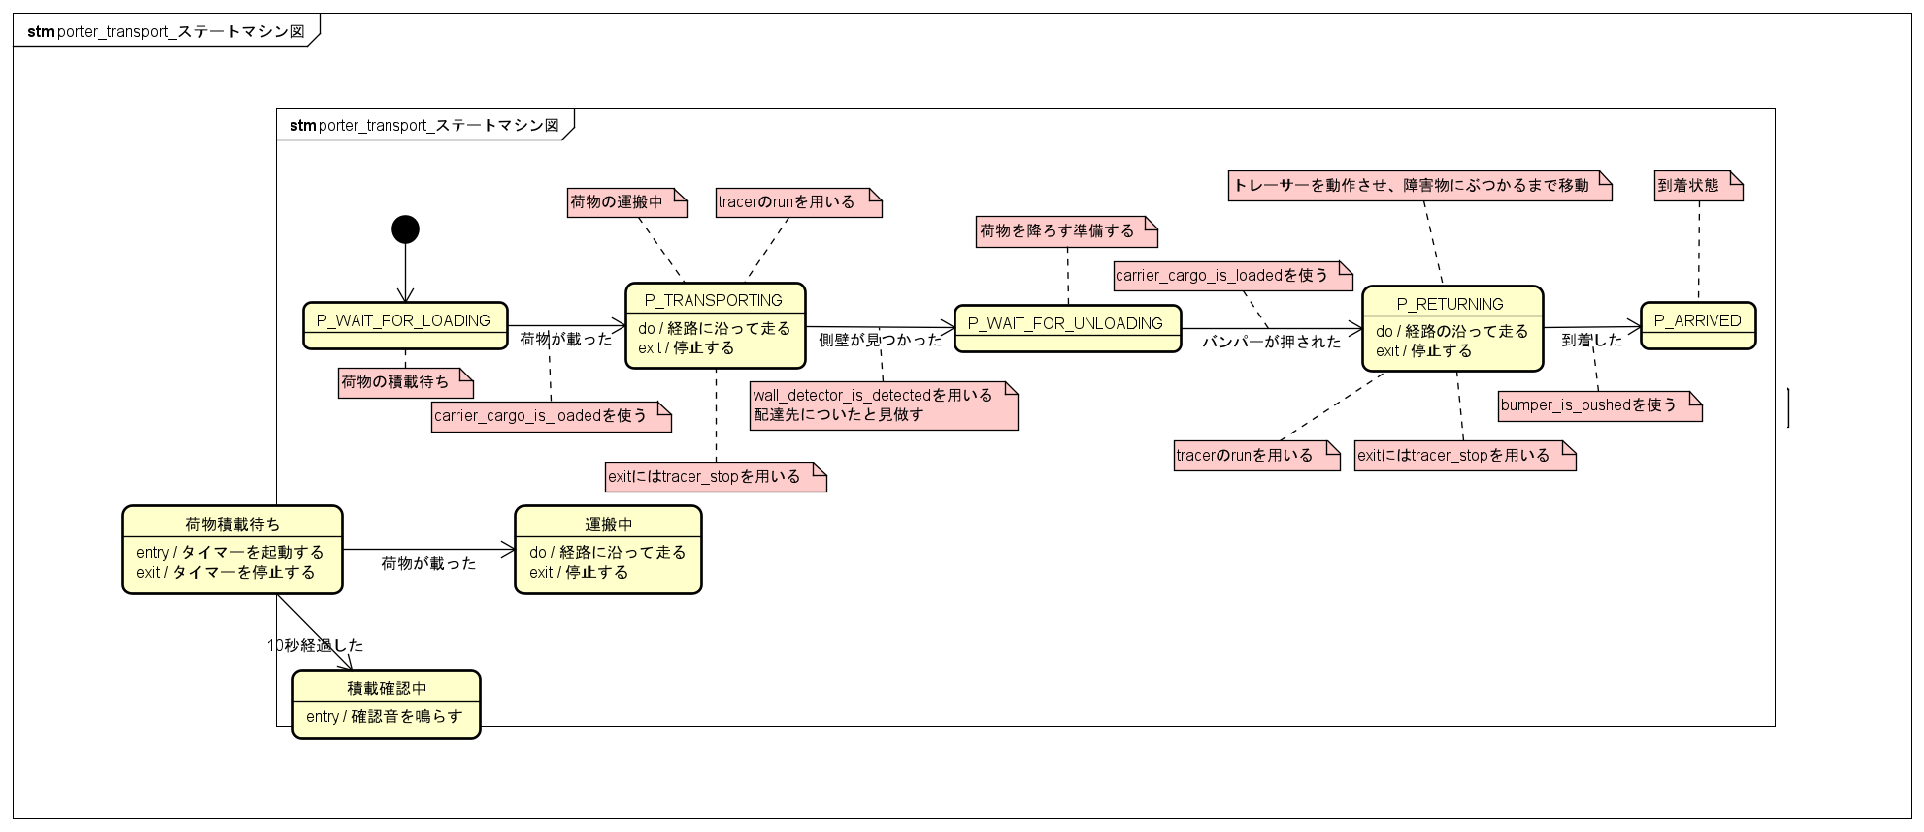 stm porter_transport_ステートマシン図
stm porter_transport_ステートマシン図
トレーサーを動作させ、障害物にぶつかるまで移動
到着状態
荷物の運搬中
tracerのrunを用いる
荷物を降ろす準備する
carrier_cargo_is_loadedを使う
P_WAIT_FOR_LOADING
荷物が載った
P_TRANSPORTING
do / 経路に沿って走る
exit / 停止する
側壁が見つかった
P_WAIT_FOR_UNLOADING
バンパーが押された
P_RETURNING
do / 経路の沿って走る
exit / 停止する
到着した
P_ARRIVED
荷物の積載待ち
carrier_cargo_is_loadedを使う
wall_detector_is_detectedを用いる
配達先についたと見做す
bumper_is_pushedを使う
exitにはtracer_stopを用いる
tracerのrunを用いる
exitにはtracer_stopを用いる
荷物積載待ち
entry / タイマーを起動する
exit / タイマーを停止する
荷物が載った
運搬中
do / 経路に沿って走る
exit / 停止する
10秒経過した
積載確認中
entry / 確認音を鳴らす